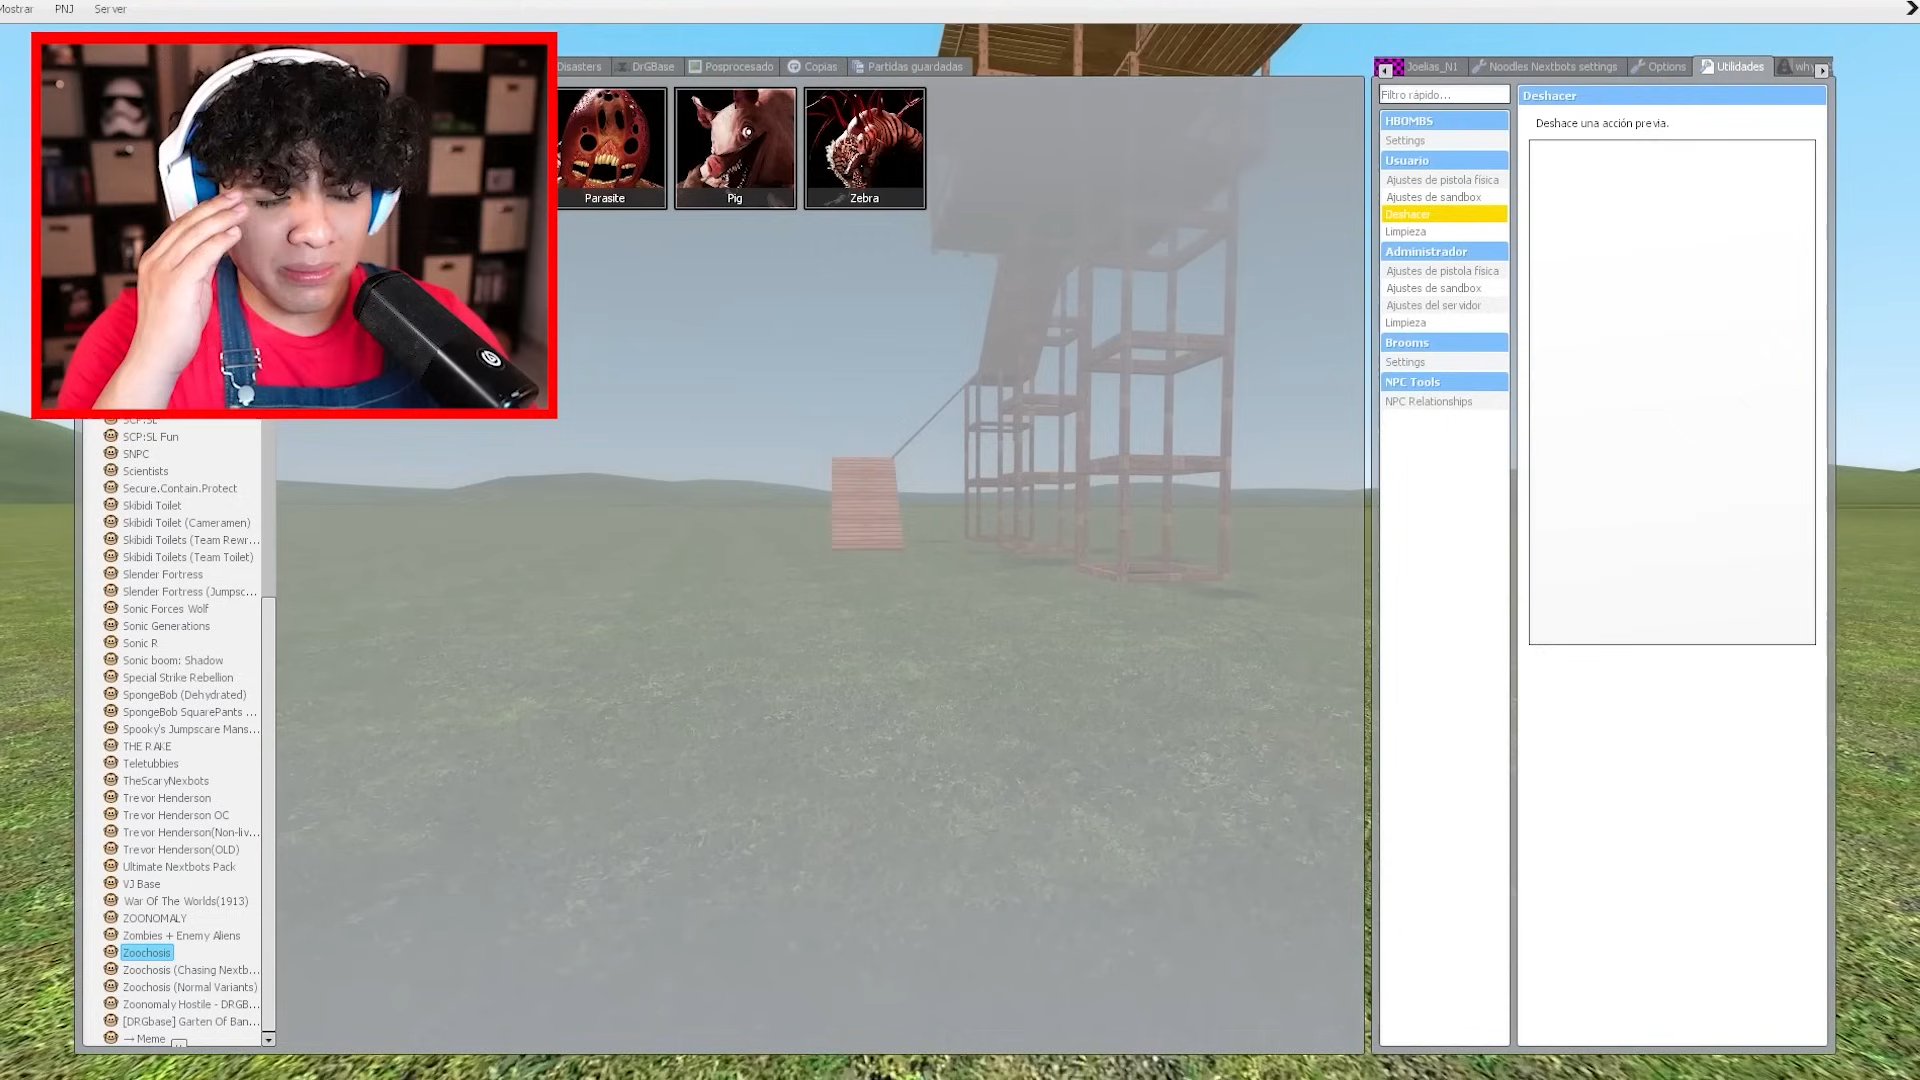 Mostrar PNJ Server
Disasters DrGBase Posprocesado Copias Partidas guardadas
Joelias_N1 Noodles Nextbots settings Options Utilidades why
Parasite Pig Zebra
SCP:SL
SCP:SL Fun
SNPC
Scientists
Secure.Contain.Protect
Skibidi Toilet
Skibidi Toilet (Cameramen)
Skibidi Toilets (Team Rewr...
Skibidi Toilets (Team Toilet)
Slender Fortress
Slender Fortress (Jumpsc...
Sonic Forces Wolf
Sonic Generations
Sonic R
Sonic boom: Shadow
Special Strike Rebellion
SpongeBob (Dehydrated)
SpongeBob SquarePants ...
Spooky's Jumpscare Mans...
THE RAKE
Teletubbies
TheScaryNexbots
Trevor Henderson
Trevor Henderson OC
Trevor Henderson(Non-liv...
Trevor Henderson(OLD)
Ultimate Nextbots Pack
VJ Base
War Of The Worlds(1913)
ZOONOMALY
Zombies + Enemy Aliens
Zoochosis
Zoochosis (Chasing Nextb...
Zoochosis (Normal Variants)
Zoonomaly Hostile - DRGB...
[DRGbase] Garten Of Ban...
→ Meme
Filtro rápido...
HBOMBS
Settings
Usuario
Ajustes de pistola física
Ajustes de sandbox
Deshacer
Limpieza
Administrador
Ajustes de pistola física
Ajustes de sandbox
Ajustes del servidor
Limpieza
Brooms
Settings
NPC Tools
NPC Relationships
Deshacer
Deshace una acción previa.